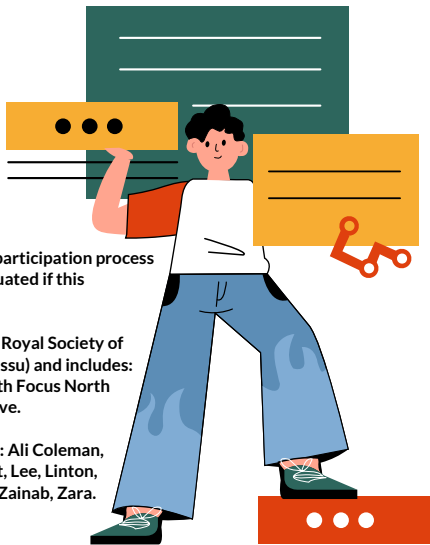 participation process
uated if this
Royal Society of
ssu) and includes:
th Focus North
ve.
: Ali Coleman,
t, Lee, Linton,
Zainab, Zara.